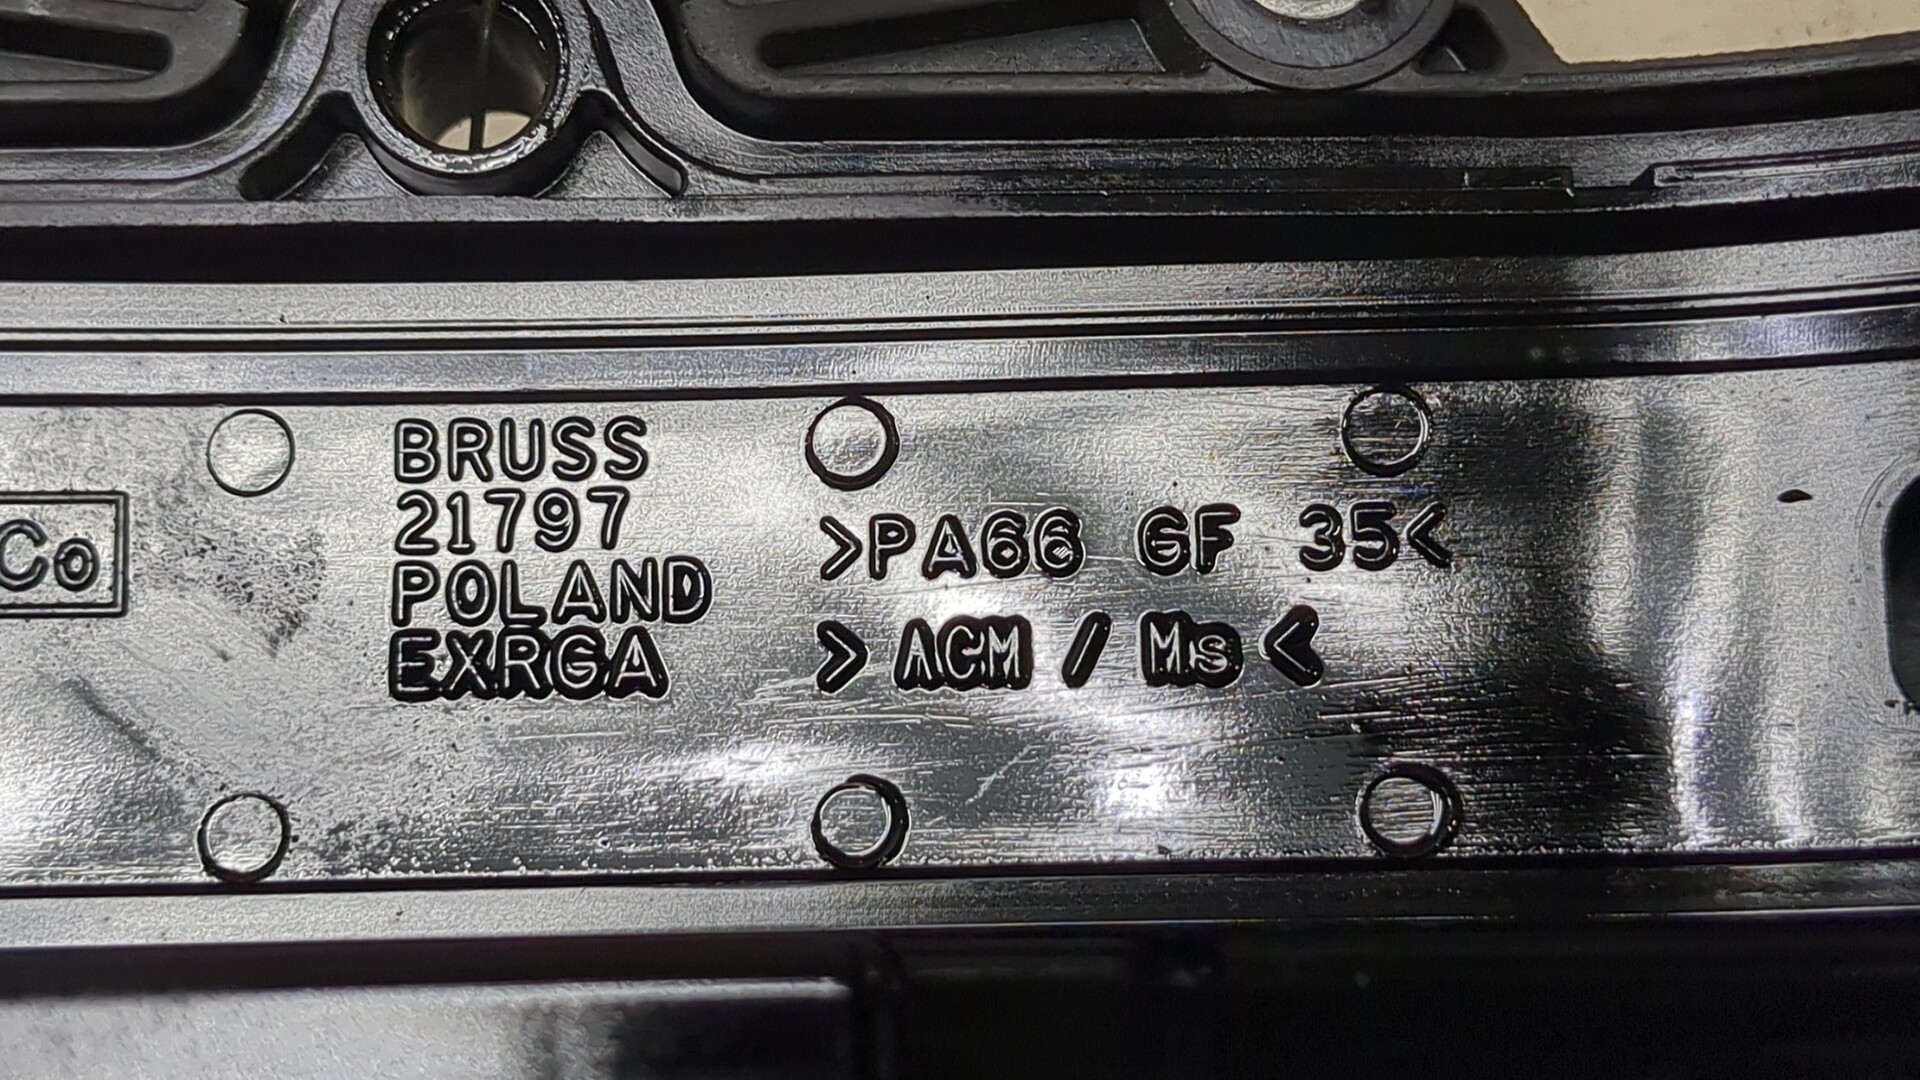 Co
BRUSS
21797
POLAND
EXRGA
>PA66 GF 35<
>ACM / Ms<